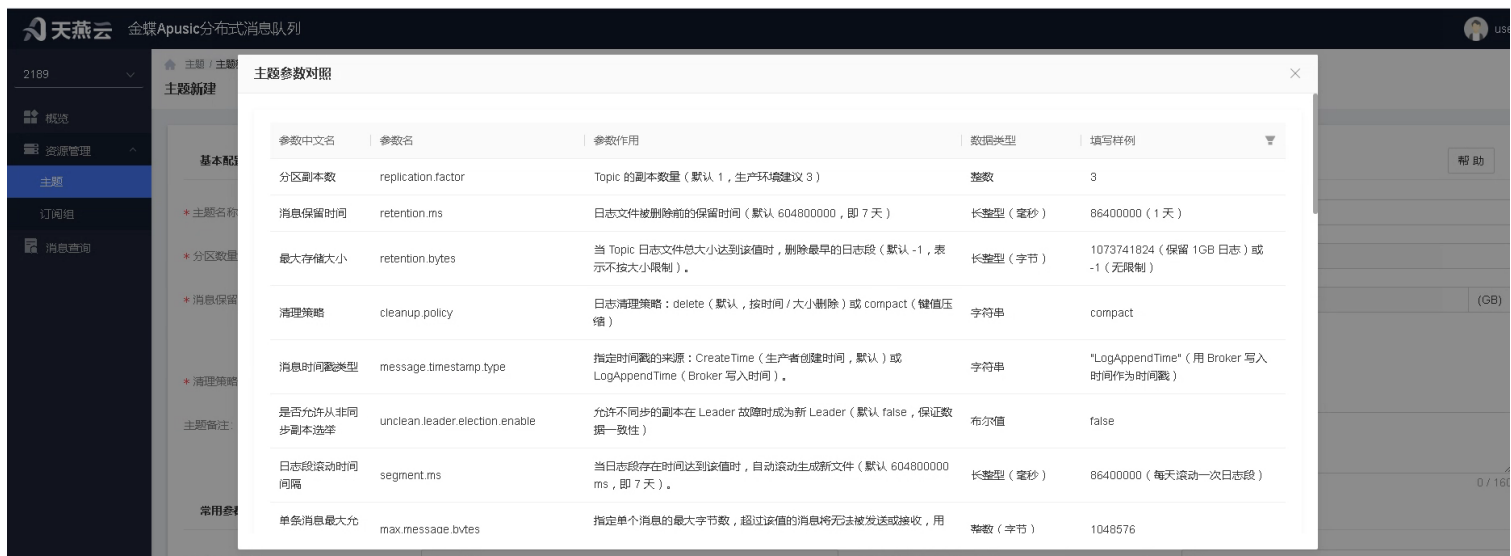 天燕云 金蝶Apusic分布式消息队列
use
2189
主题 / 主题
主题新建
概览
资源管理
主题
订阅组
消息查询
基本配
帮 助
* 主题名称
* 分区数量
* 消息保留
(GB)
* 清理策略
主题备注:
0 / 160
常用参
主题参数对照
参数中文名 参数名 参数作用 数据类型 填写样例
分区副本数 replication.factor Topic 的副本数量（默认 1，生产环境建议 3） 整数 3
消息保留时间 retention.ms 日志文件被删除前的保留时间（默认 604800000，即 7 天） 长整型（毫秒） 86400000（1 天）
最大存储大小 retention.bytes 当 Topic 日志文件总大小达到该值时，删除最早的日志段（默认 -1，表
示不按大小限制）。 长整型（字节） 1073741824（保留 1GB 日志）或
-1（无限制）
清理策略 cleanup.policy 日志清理策略：delete（默认，按时间 / 大小删除）或 compact（键值压
缩） 字符串 compact
消息时间戳类型 message.timestamp.type 指定时间戳的来源：CreateTime（生产者创建时间，默认）或
LogAppendTime（Broker 写入时间）。 字符串 "LogAppendTime"（用 Broker 写入
时间作为时间戳）
是否允许从非同
步副本选举 unclean.leader.election.enable 允许不同步的副本在 Leader 故障时成为新 Leader（默认 false，保证数
据一致性） 布尔值 false
日志段滚动时间
间隔 segment.ms 当日志段存在时间达到该值时，自动滚动生成新文件（默认 604800000
ms，即 7 天）。 长整型（毫秒） 86400000（每天滚动一次日志段）
单条消息最大允 max.message.bytes 指定单个消息的最大字节数，超过该值的消息将无法被发送或接收，用 整数（字节） 1048576